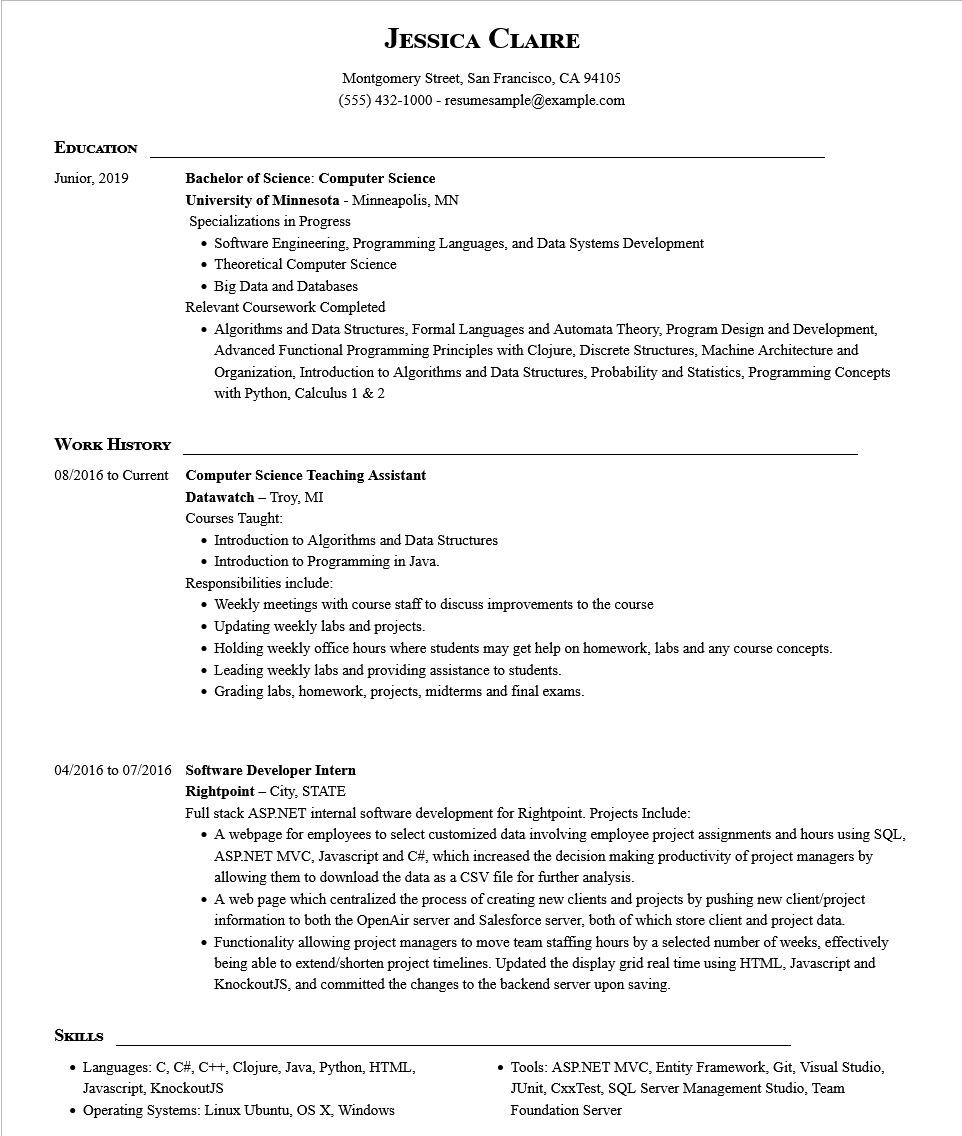 Jessica Claire
Montgomery Street, San Francisco, CA 94105
(555) 432-1000 - resumesample@example.com
Education
Junior, 2019
Bachelor of Science: Computer Science
University of Minnesota - Minneapolis, MN
Specializations in Progress
• Software Engineering, Programming Languages, and Data Systems Development
• Theoretical Computer Science
• Big Data and Databases
Relevant Coursework Completed
• Algorithms and Data Structures, Formal Languages and Automata Theory, Program Design and Development,
Advanced Functional Programming Principles with Clojure, Discrete Structures, Machine Architecture and
Organization, Introduction to Algorithms and Data Structures, Probability and Statistics, Programming Concepts
with Python, Calculus 1 & 2
Work History
08/2016 to Current
Computer Science Teaching Assistant
Datawatch – Troy, MI
Courses Taught:
• Introduction to Algorithms and Data Structures
• Introduction to Programming in Java.
Responsibilities include:
• Weekly meetings with course staff to discuss improvements to the course
• Updating weekly labs and projects.
• Holding weekly office hours where students may get help on homework, labs and any course concepts.
• Leading weekly labs and providing assistance to students.
• Grading labs, homework, projects, midterms and final exams.
04/2016 to 07/2016
Software Developer Intern
Rightpoint – City, STATE
Full stack ASP.NET internal software development for Rightpoint. Projects Include:
• A webpage for employees to select customized data involving employee project assignments and hours using SQL,
ASP.NET MVC, Javascript and C#, which increased the decision making productivity of project managers by
allowing them to download the data as a CSV file for further analysis.
• A web page which centralized the process of creating new clients and projects by pushing new client/project
information to both the OpenAir server and Salesforce server, both of which store client and project data.
• Functionality allowing project managers to move team staffing hours by a selected number of weeks, effectively
being able to extend/shorten project timelines. Updated the display grid real time using HTML, Javascript and
KnockoutJS, and committed the changes to the backend server upon saving.
Skills
• Languages: C, C#, C++, Clojure, Java, Python, HTML,
Javascript, KnockoutJS
• Operating Systems: Linux Ubuntu, OS X, Windows
• Tools: ASP.NET MVC, Entity Framework, Git, Visual Studio,
JUnit, CxxTest, SQL Server Management Studio, Team
Foundation Server